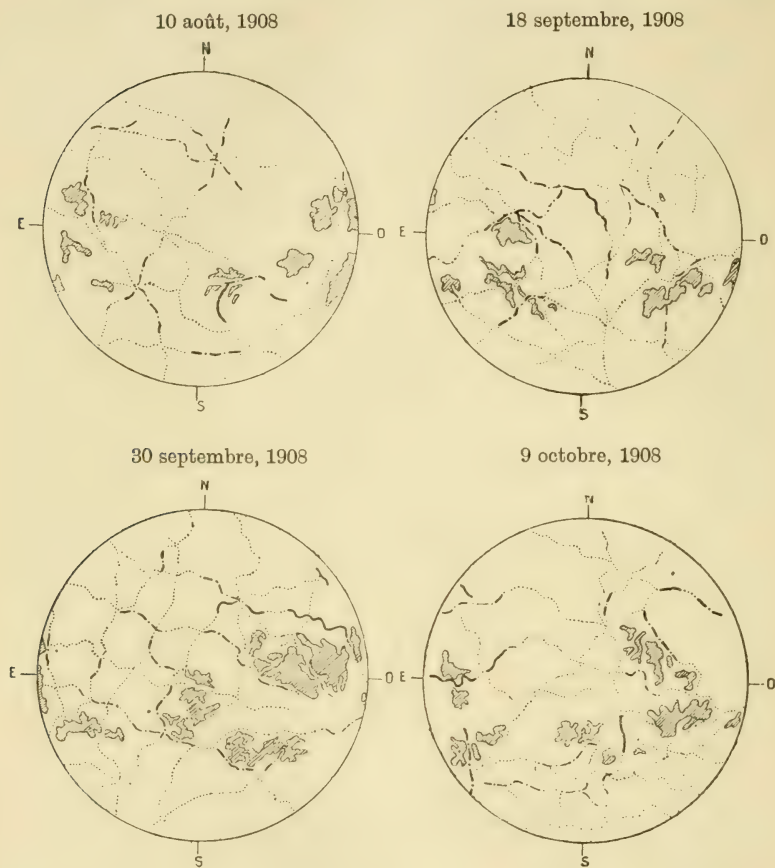 10 août, 1908
N
E
O
S
18 septembre, 1908
N
E
O
S
30 septembre, 1908
N
E
O
S
9 octobre, 1908
N
E
O
S